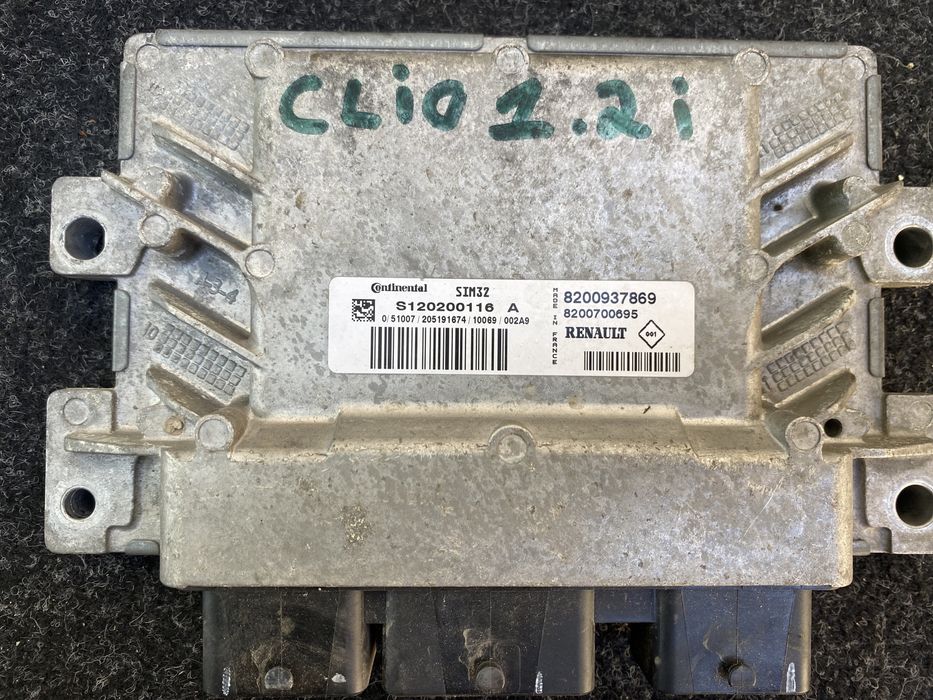 CLio 1.2i
Continental SIM32
S120200116 A
0/51007/205191674/10069/002A9
MADE IN FRANCE
8200937869
8200700695
RENAULT 001